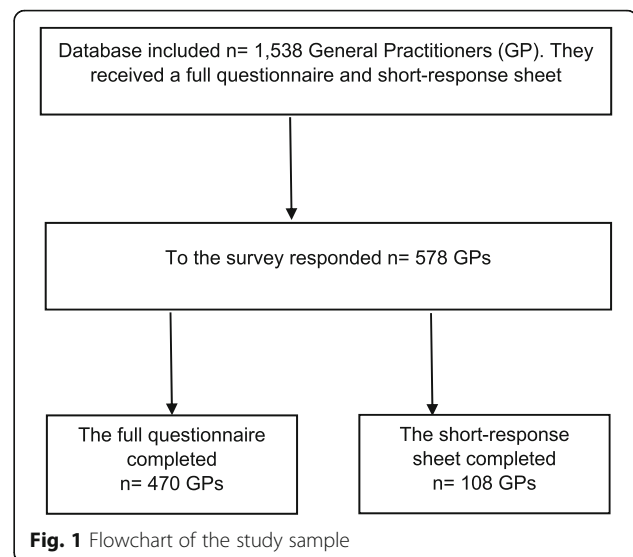 Database included n= 1,538 General Practitioners (GP). They
received a full questionnaire and short-response sheet
To the survey responded n= 578 GPs
The full questionnaire
completed
n= 470 GPs
The short-response
sheet completed
n= 108 GPs
Fig. 1 Flowchart of the study sample